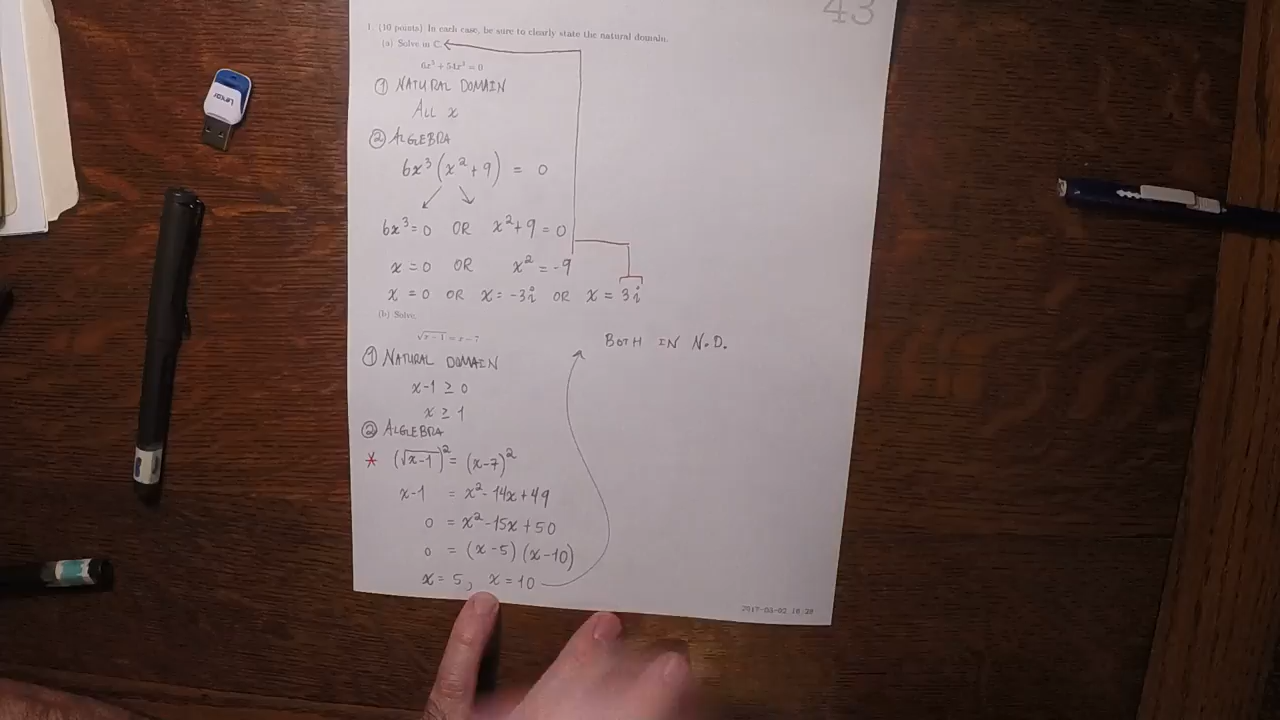 43
1. (10 points) In each case, be sure to clearly state the natural domain.
(a) Solve in C.
6x⁵ + 54x³ = 0
① NATURAL DOMAIN
ALL x
② ALGEBRA
6x³(x²+9) = 0
6x³=0 OR x²+9=0
x=0 OR x²=-9
x=0 OR x=-3i OR x=3i
(b) Solve.
√x−1 = x−7
BOTH IN N.D.
① NATURAL DOMAIN
x-1 ≥ 0
x ≥ 1
② ALGEBRA
* (√x-1)² = (x-7)²
x-1 = x²-14x+49
0 = x²-15x+50
0 = (x-5)(x-10)
x=5, x=10
2017-03-02 18:20
Lexar